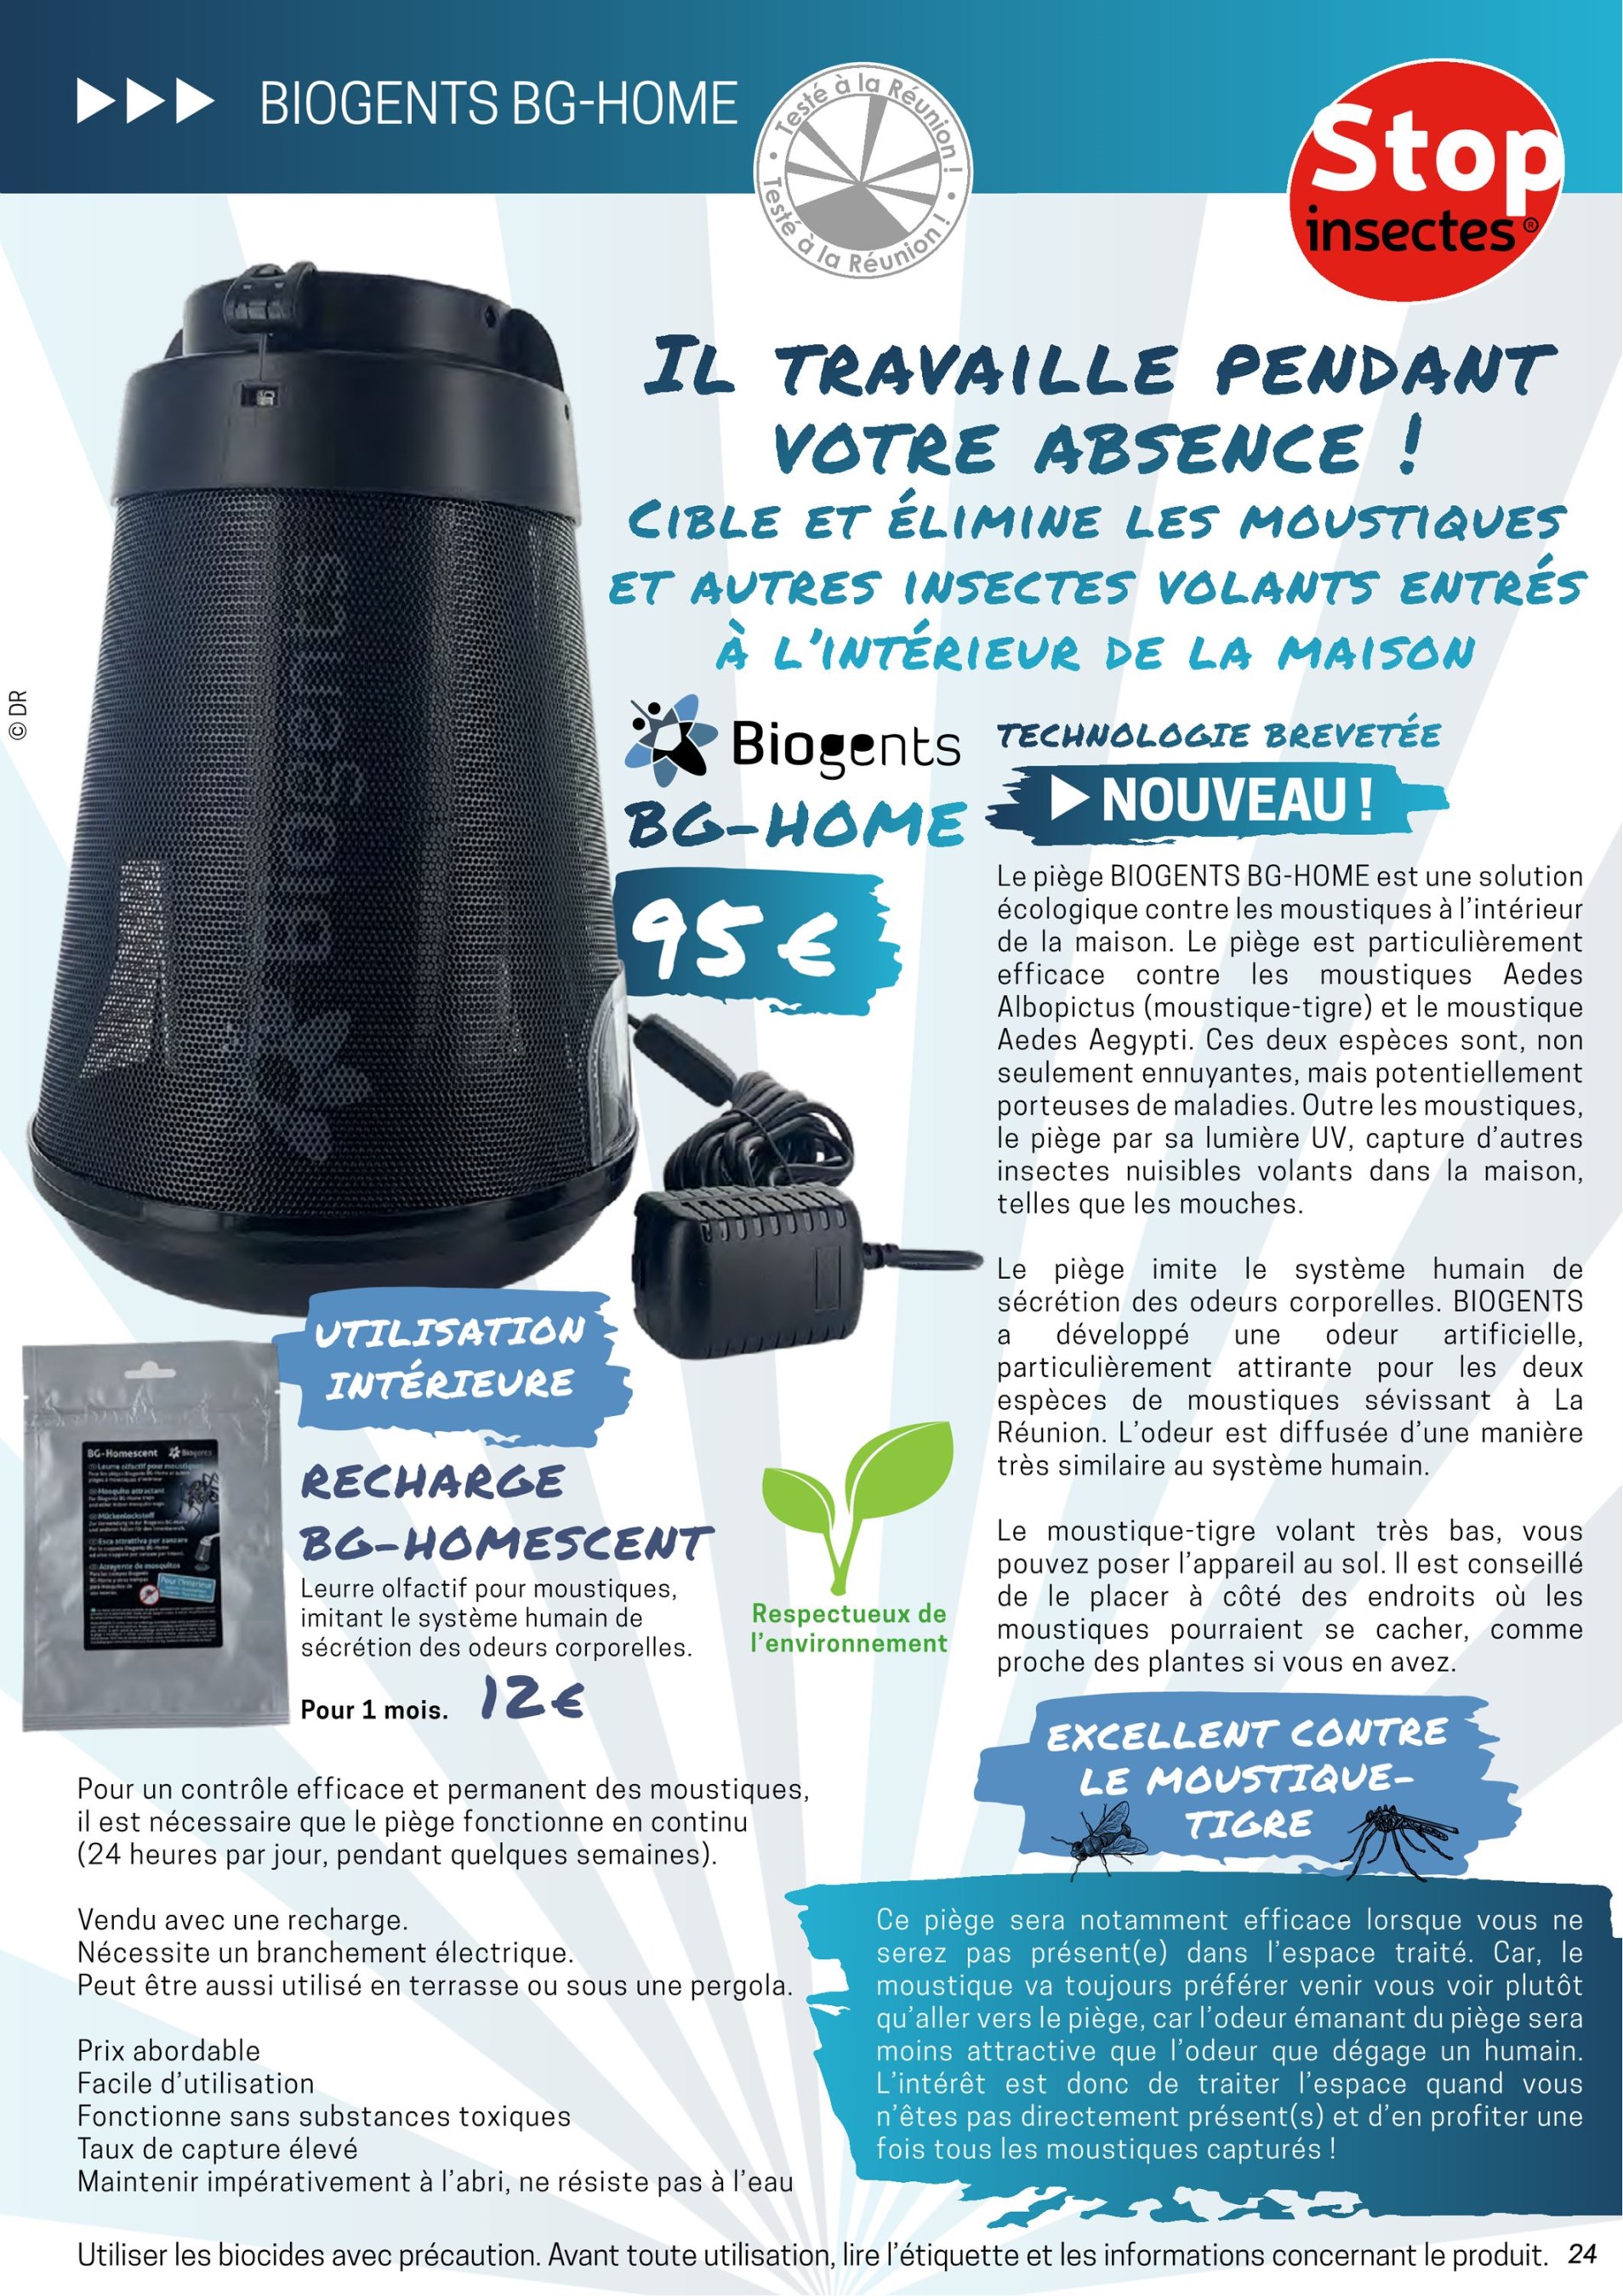 BIOGENTS BG-HOME
Testé à la Réunion ! • Testé à la Réunion ! •
Stop
insectes®
IL TRAVAILLE PENDANT
VOTRE ABSENCE !
CIBLE ET ÉLIMINE LES MOUSTIQUES
ET AUTRES INSECTES VOLANTS ENTRÉS
À L'INTÉRIEUR DE LA MAISON
© DR
Biogents
Biogents
BG-HOME
95 €
TECHNOLOGIE BREVETÉE
NOUVEAU !
Le piège BIOGENTS BG-HOME est une solution
écologique contre les moustiques à l'intérieur
de la maison. Le piège est particulièrement
efficace contre les moustiques Aedes
Albopictus (moustique-tigre) et le moustique
Aedes Aegypti. Ces deux espèces sont, non
seulement ennuyantes, mais potentiellement
porteuses de maladies. Outre les moustiques,
le piège par sa lumière UV, capture d'autres
insectes nuisibles volants dans la maison,
telles que les mouches.
Le piège imite le système humain de
sécrétion des odeurs corporelles. BIOGENTS
a développé une odeur artificielle,
particulièrement attirante pour les deux
espèces de moustiques sévissant à La
Réunion. L'odeur est diffusée d'une manière
très similaire au système humain.
Le moustique-tigre volant très bas, vous
pouvez poser l'appareil au sol. Il est conseillé
de le placer à côté des endroits où les
moustiques pourraient se cacher, comme
proche des plantes si vous en avez.
UTILISATION
INTÉRIEURE
BG-Homescent Biogents
Leurre olfactif pour moustiques
Mosquito attractant
Mückenlockstoff
Esca attrattiva per zanzare
Atrayente de mosquitos
RECHARGE
BG-HOMESCENT
Leurre olfactif pour moustiques,
imitant le système humain de
sécrétion des odeurs corporelles.
Pour 1 mois. 12€
Respectueux de
l'environnement
EXCELLENT CONTRE
LE MOUSTIQUE-
TIGRE
Pour un contrôle efficace et permanent des moustiques,
il est nécessaire que le piège fonctionne en continu
(24 heures par jour, pendant quelques semaines).
Vendu avec une recharge.
Nécessite un branchement électrique.
Peut être aussi utilisé en terrasse ou sous une pergola.
Prix abordable
Facile d'utilisation
Fonctionne sans substances toxiques
Taux de capture élevé
Maintenir impérativement à l'abri, ne résiste pas à l'eau
Ce piège sera notamment efficace lorsque vous ne
serez pas présent(e) dans l'espace traité. Car, le
moustique va toujours préférer venir vous voir plutôt
qu'aller vers le piège, car l'odeur émanant du piège sera
moins attractive que l'odeur que dégage un humain.
L'intérêt est donc de traiter l'espace quand vous
n'êtes pas directement présent(s) et d'en profiter une
fois tous les moustiques capturés !
Utiliser les biocides avec précaution. Avant toute utilisation, lire l'étiquette et les informations concernant le produit. 24